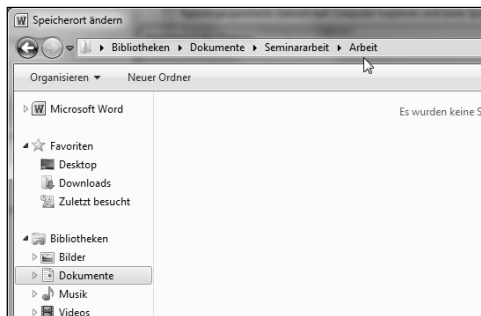 Speicherort ändern
Bibliotheken ▸ Dokumente ▸ Seminararbeit ▸ Arbeit
Organisieren ▾ Neuer Ordner
Microsoft Word
Es wurden keine S
Favoriten
Desktop
Downloads
Zuletzt besucht
Bibliotheken
Bilder
Dokumente
Musik
Videos